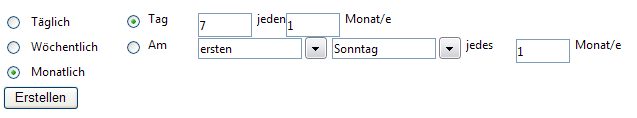 Täglich Tag 7 jeden 1 Monat/e
Wöchentlich Am ersten Sonntag jedes 1 Monat/e
Monatlich
Erstellen